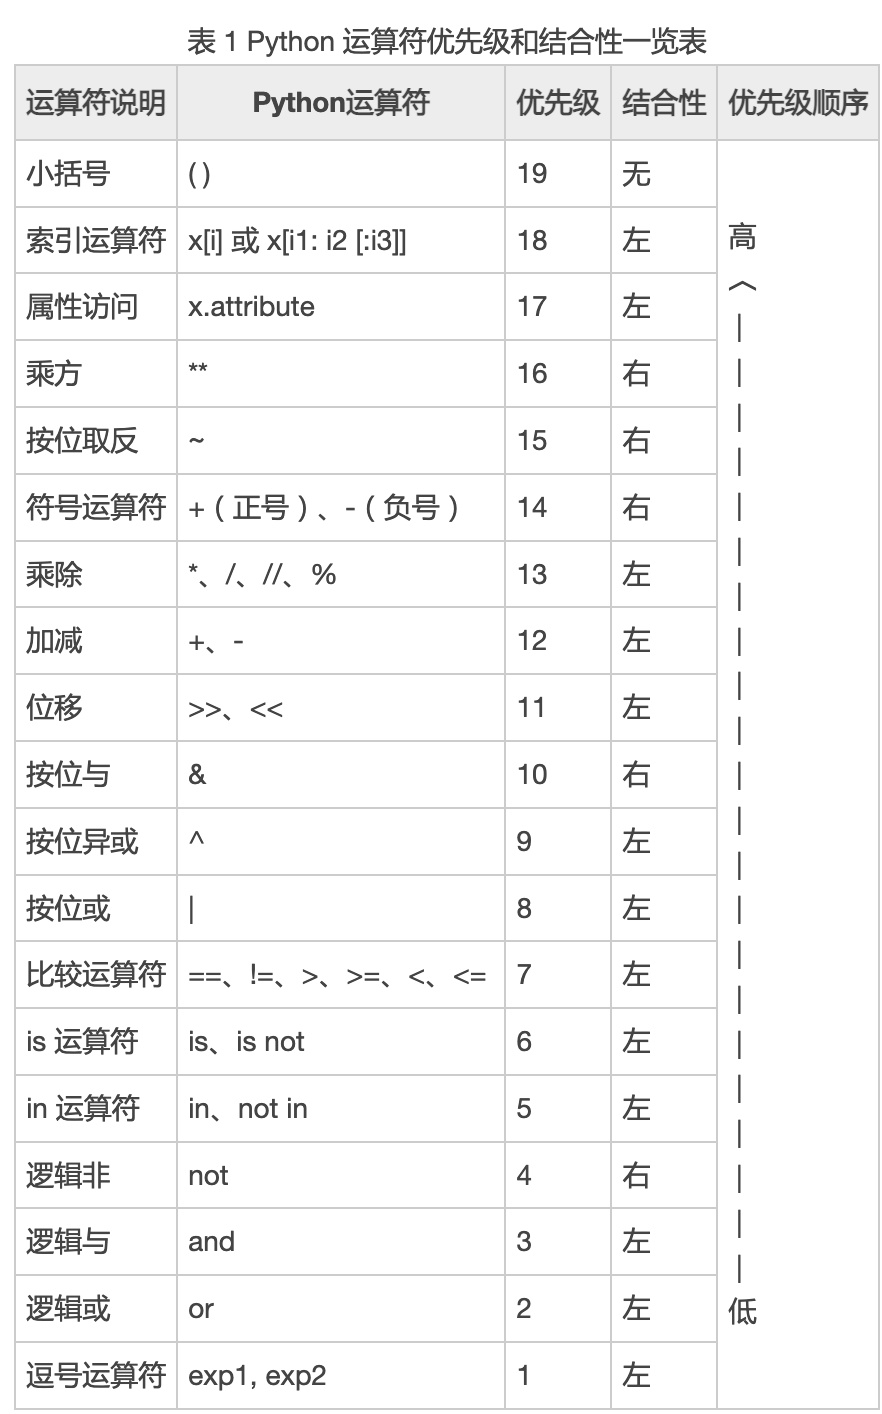 表 1 Python 运算符优先级和结合性一览表
运算符说明 Python运算符 优先级 结合性 优先级顺序
小括号 ( ) 19 无
索引运算符 x[i] 或 x[i1: i2 [:i3]] 18 左 高
属性访问 x.attribute 17 左
乘方 ** 16 右
按位取反 ~ 15 右
符号运算符 +（正号）、-（负号） 14 右
乘除 *、/、//、% 13 左
加减 +、- 12 左
位移 >>、<< 11 左
按位与 & 10 右
按位异或 ^ 9 左
按位或 | 8 左
比较运算符 ==、!=、>、>=、<、<= 7 左
is 运算符 is、is not 6 左
in 运算符 in、not in 5 左
逻辑非 not 4 右
逻辑与 and 3 左
逻辑或 or 2 左 低
逗号运算符 exp1, exp2 1 左